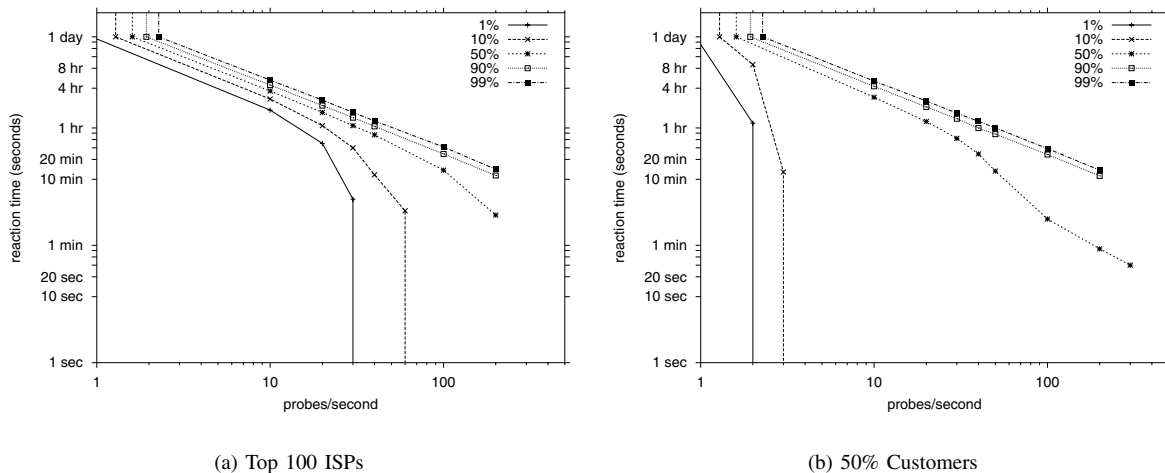 1 day
8 hr
4 hr
1 hr
20 min
10 min
1 min
20 sec
10 sec
1 sec
reaction time (seconds)
1 10 100
probes/second
1%
10%
50%
90%
99%
(a) Top 100 ISPs
1 day
8 hr
4 hr
1 hr
20 min
10 min
1 min
20 sec
10 sec
1 sec
reaction time (seconds)
1 10 100
probes/second
1%
10%
50%
90%
99%
(b) 50% Customers